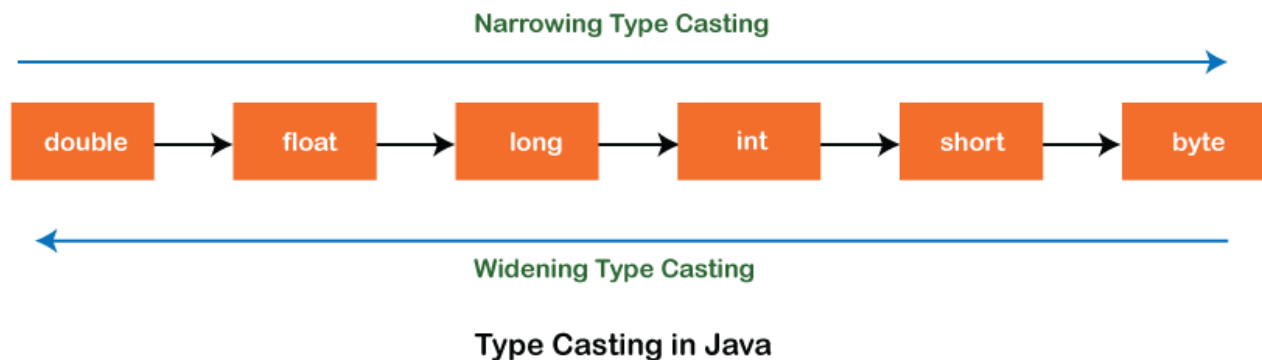 Narrowing Type Casting
double
float
long
int
short
byte
Widening Type Casting
Type Casting in Java